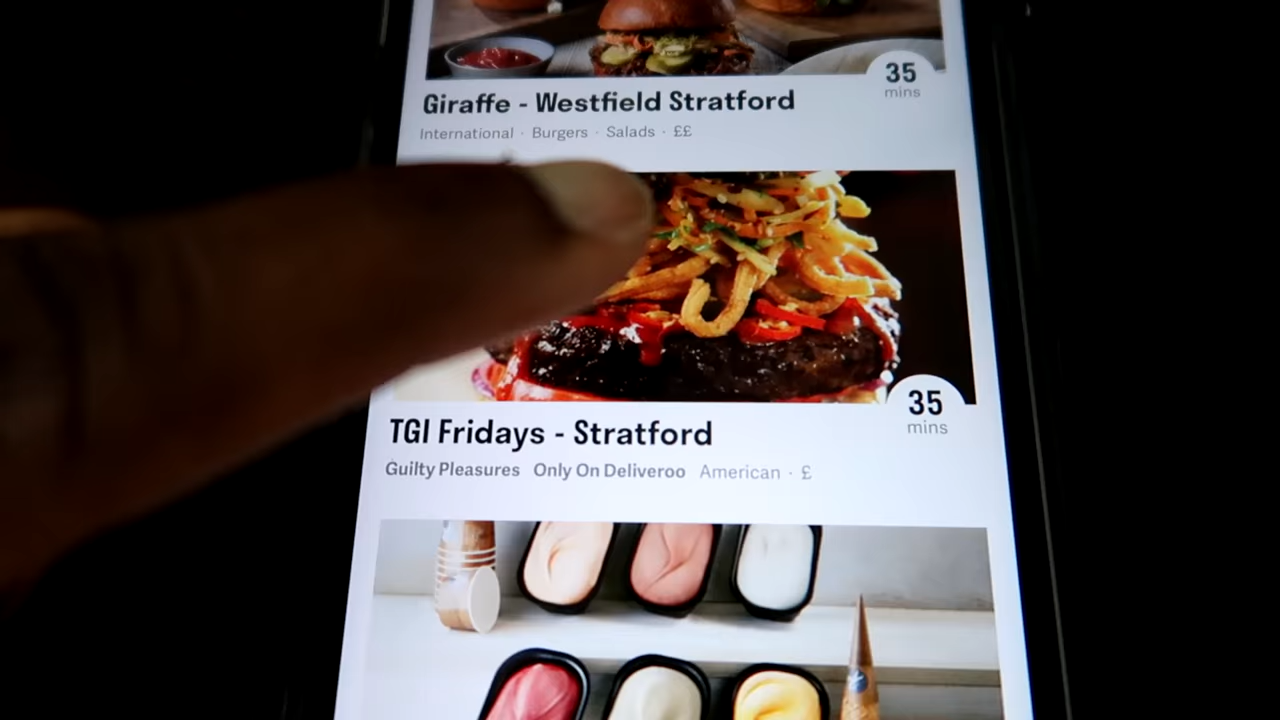 35
mins
Giraffe - Westfield Stratford
International · Burgers · Salads · ££
35
mins
TGI Fridays - Stratford
Guilty Pleasures Only On Deliveroo American · £